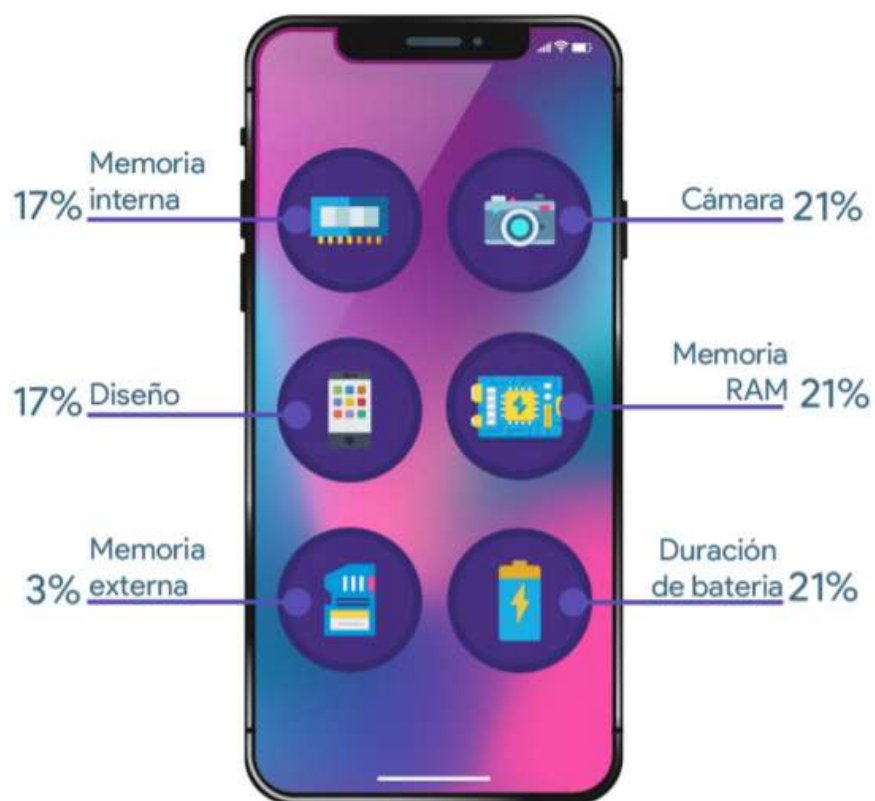 Memoria
17% interna
Cámara 21%
17% Diseño
Memoria
RAM 21%
Memoria
3% externa
Duración
de bateria 21%